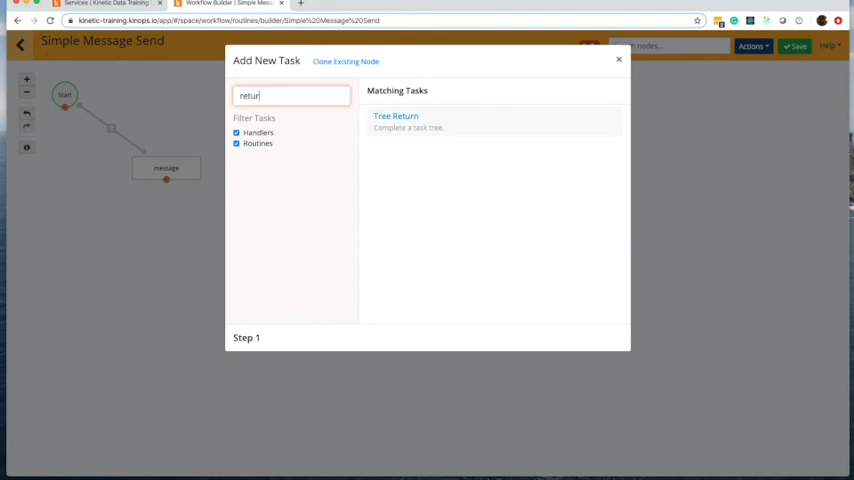 Services | Kinetic Data Training
Workflow Builder | Simple Mess
kinetic-training.kinops.io/app/#/space/workflow/routines/builder/Simple%20Message%20Send
Simple Message Send
nodes...
Actions
Save
Help
Add New Task
Clone Existing Node
retur
Filter Tasks
Handlers
Routines
Matching Tasks
Tree Return
Complete a task tree.
Start
message
Step 1